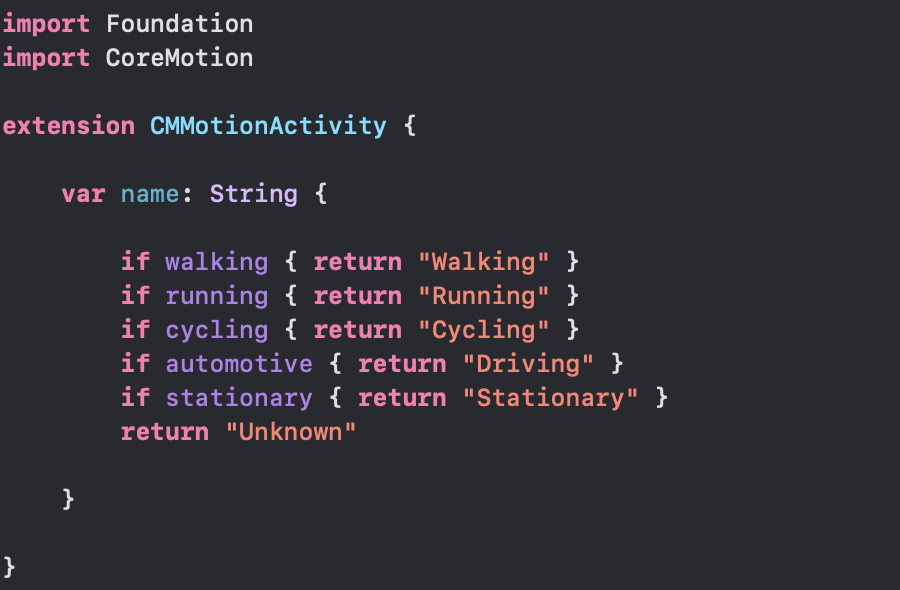 import Foundation
import CoreMotion
extension CMMotionActivity {
var name: String {
if walking { return "Walking" }
if running { return "Running" }
if cycling { return "Cycling" }
if automotive { return "Driving" }
if stationary { return "Stationary" }
return "Unknown"
}
}